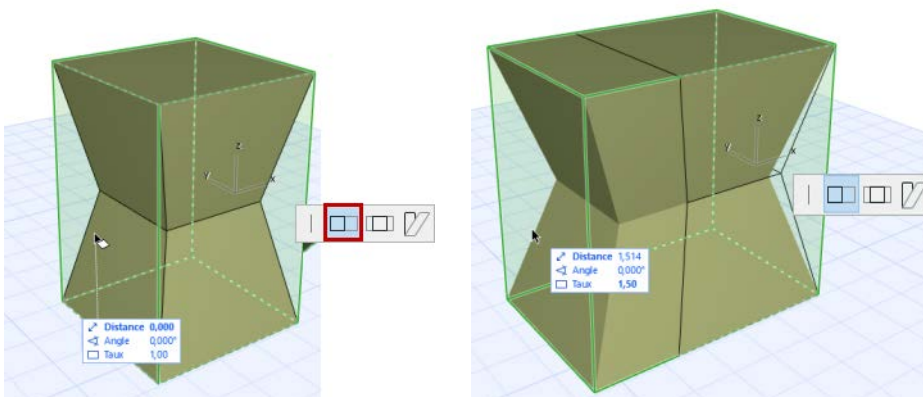 z
y
x
Distance 0,000
Angle 0,000°
Taux 1,00
z
y
x
Distance 1,514
Angle 0,000°
Taux 1,50